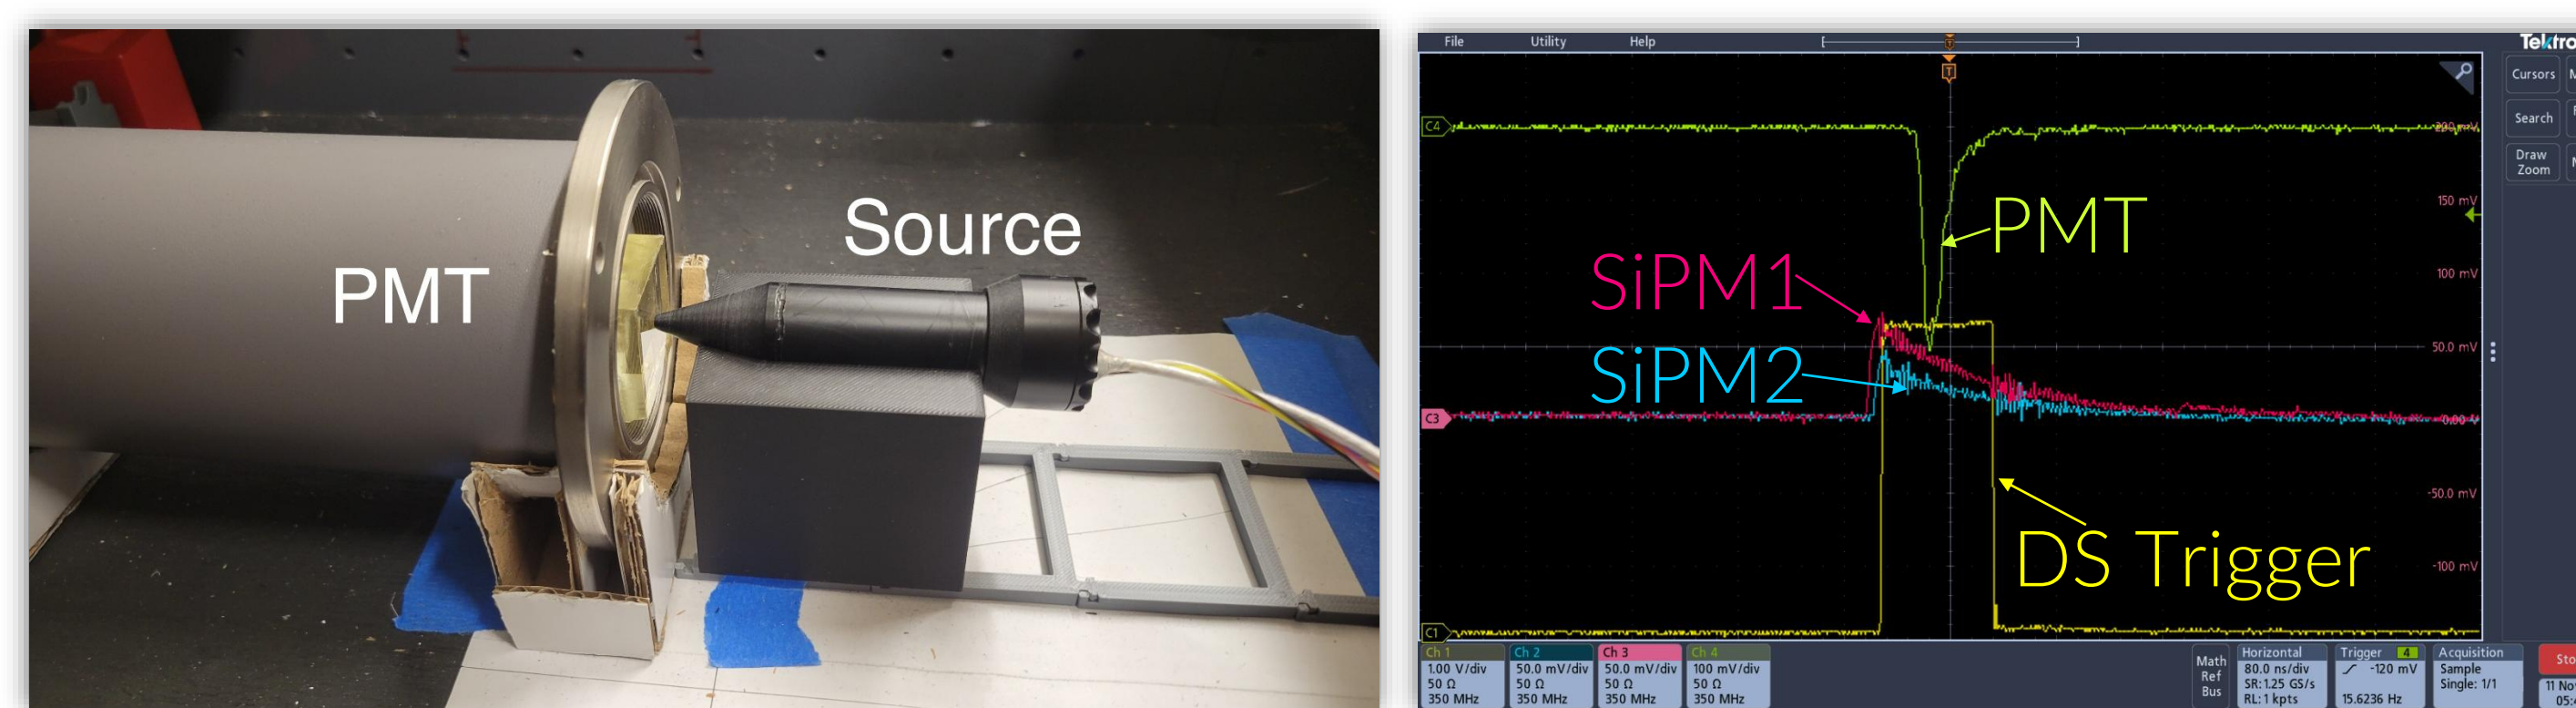 PMT
Source
File Utility Help
T
T
C4
200 mV
150 mV
100 mV
50.0 mV
C3
0.00 V
-50.0 mV
-100 mV
C1
PMT
SiPM1
SiPM2
DS Trigger
Cursors
Search
Draw
Zoom
Ch 1
1.00 V/div
50 Ω
350 MHz
Ch 2
50.0 mV/div
50 Ω
350 MHz
Ch 3
50.0 mV/div
50 Ω
350 MHz
Ch 4
100 mV/div
50 Ω
350 MHz
Math
Ref
Bus
Horizontal
80.0 ns/div
SR: 1.25 GS/s
RL: 1 kpts
Trigger 4
-120 mV
15.6236 Hz
Acquisition
Sample
Single: 1/1